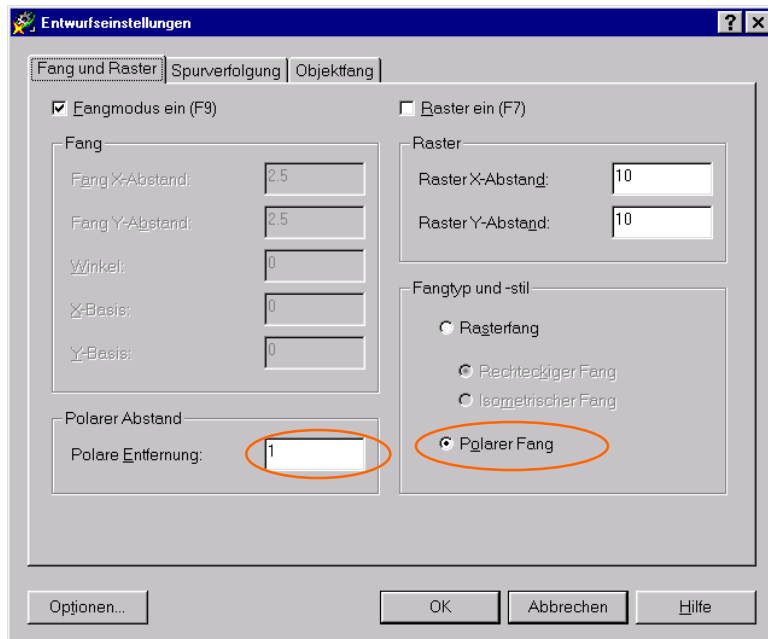 Entwurfseinstellungen
Fang und Raster Spurverfolgung Objektfang
Fangmodus ein (F9)
Raster ein (F7)
Fang
Fang X-Abstand: 2.5
Fang Y-Abstand: 2.5
Winkel: 0
X-Basis: 0
Y-Basis: 0
Polarer Abstand
Polare Entfernung: 1
Raster
Raster X-Abstand: 10
Raster Y-Abstand: 10
Fangtyp und -stil
Rasterfang
Rechteckiger Fang
Isometrischer Fang
Polarer Fang
Optionen... OK Abbrechen Hilfe